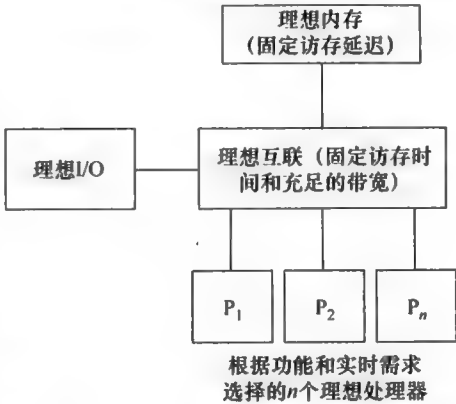 理想内存
（固定访存延迟）
理想I/O
理想互联（固定访存时
间和充足的带宽）
P₁
P₂
Pₙ
根据功能和实时需求
选择的n个理想处理器